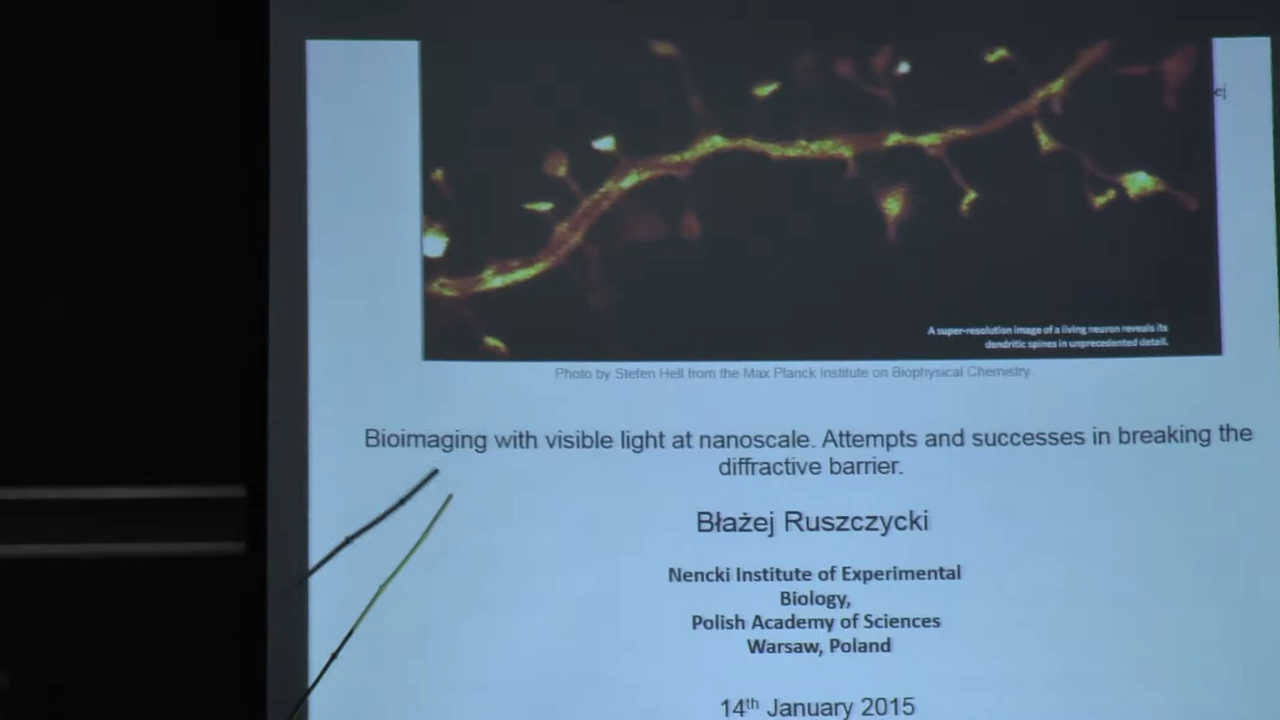 ej
A super-resolution image of a living neuron reveals its
dendritic spines in unprecedented detail.
Photo by Stefen Hell from the Max Planck Institute on Biophysical Chemistry
Bioimaging with visible light at nanoscale. Attempts and successes in breaking the
diffractive barrier.
Błażej Ruszczycki
Nencki Institute of Experimental
Biology,
Polish Academy of Sciences
Warsaw, Poland
14th January 2015